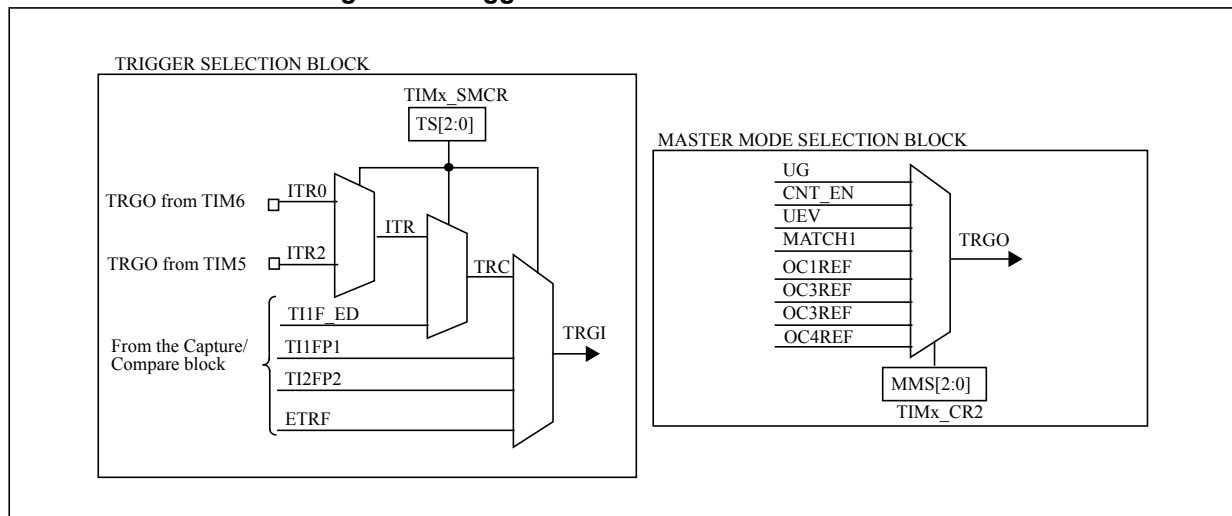 TRIGGER SELECTION BLOCK
TIMx_SMCR
TS[2:0]
TRGO from TIM6
ITR0
ITR
TRGO from TIM5
ITR2
TRC
TI1F_ED
TRGI
From the Capture/
Compare block
TI1FP1
TI2FP2
ETRF
MASTER MODE SELECTION BLOCK
UG
CNT_EN
UEV
MATCH1
TRGO
OC1REF
OC3REF
OC3REF
OC4REF
MMS[2:0]
TIMx_CR2